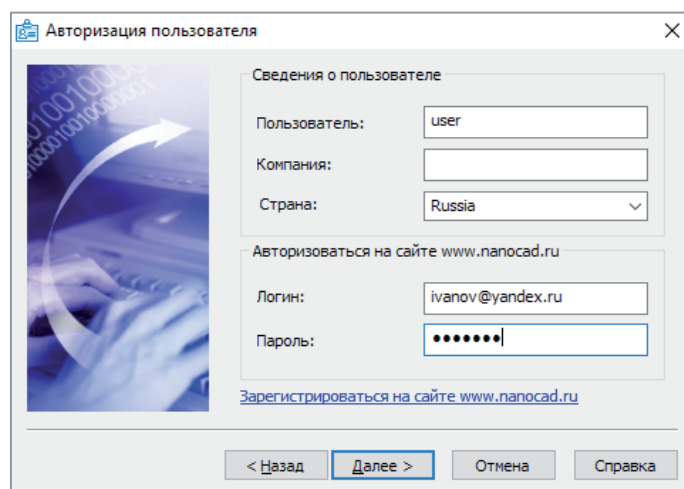 Авторизация пользователя
Сведения о пользователе
Пользователь: user
Компания:
Страна: Russia
Авторизоваться на сайте www.nanocad.ru
Логин: ivanov@yandex.ru
Пароль: •••••••
Зарегистрироваться на сайте www.nanocad.ru
< Назад Далее > Отмена Справка